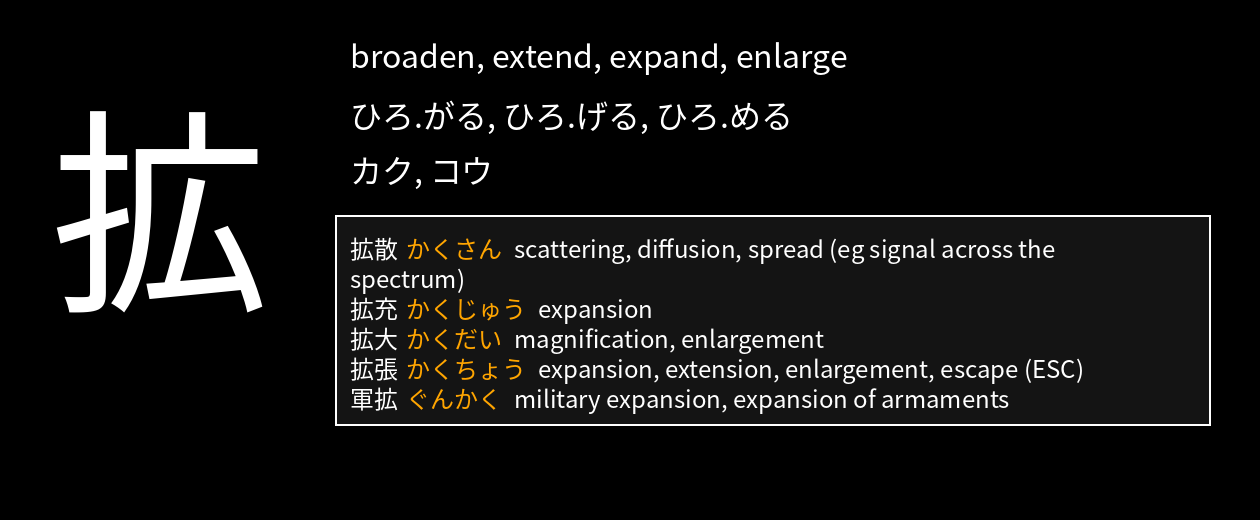 拡
broaden, extend, expand, enlarge
ひろ.がる, ひろ.げる, ひろ.める
カク, コウ
拡散 かくさん scattering, diffusion, spread (eg signal across the
spectrum)
拡充 かくじゅう expansion
拡大 かくだい magnification, enlargement
拡張 かくちょう expansion, extension, enlargement, escape (ESC)
軍拡 ぐんかく military expansion, expansion of armaments